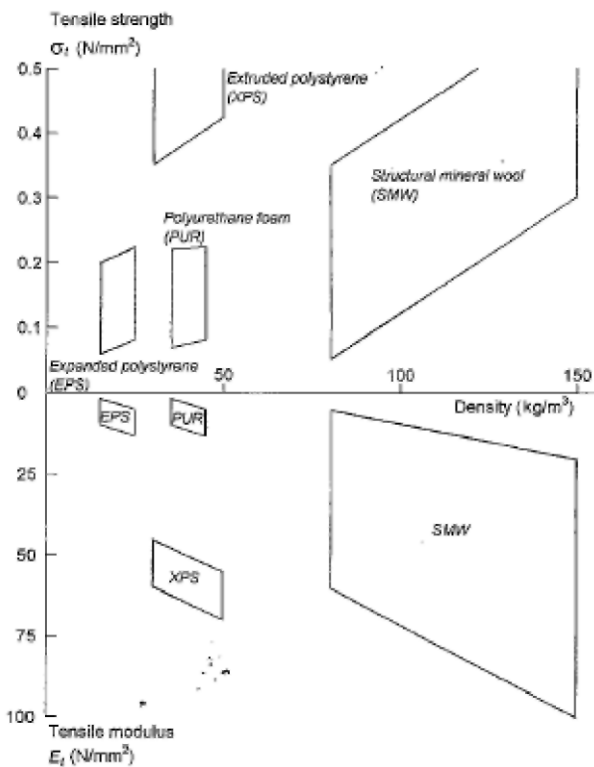 Tensile strength
σt (N/mm²)
0.5
Extruded polystyrene
(XPS)
0.4
Structural mineral wool
(SMW)
0.3
Polyurethane foam
(PUR)
0.2
0.1
Expanded polystyrene
(EPS)
50
100
150
0
Density (kg/m³)
EPS
PUR
25
SMW
50
XPS
75
100
Tensile modulus
Et (N/mm²)